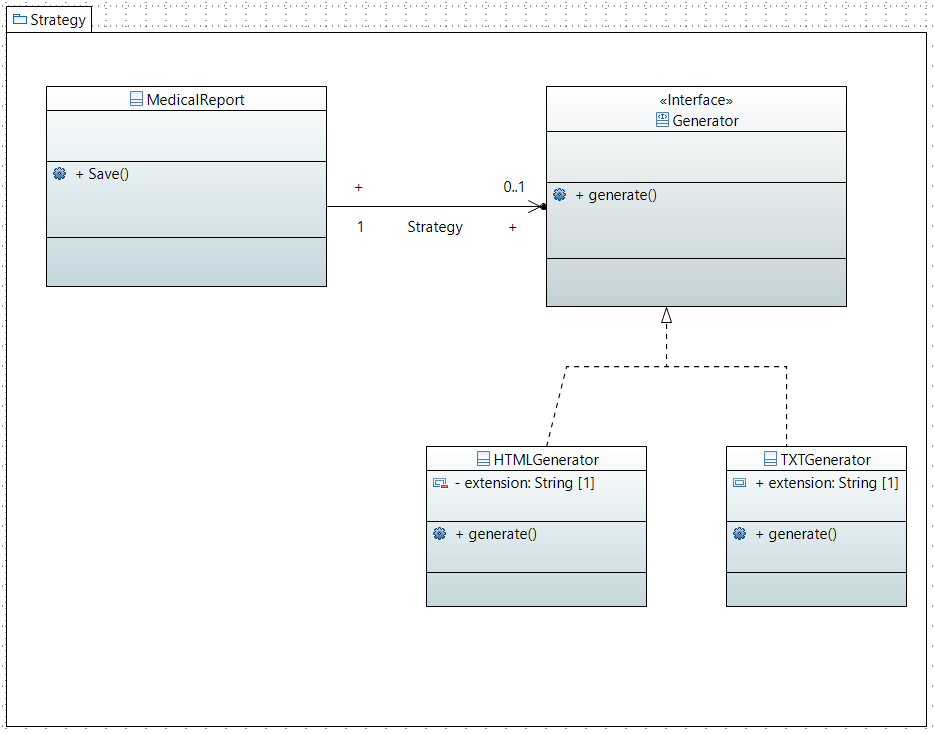 Strategy
MedicalReport
+ Save()
«Interface»
Generator
+ generate()
+
0..1
1
Strategy
+
HTMLGenerator
- extension: String [1]
+ generate()
TXTGenerator
+ extension: String [1]
+ generate()